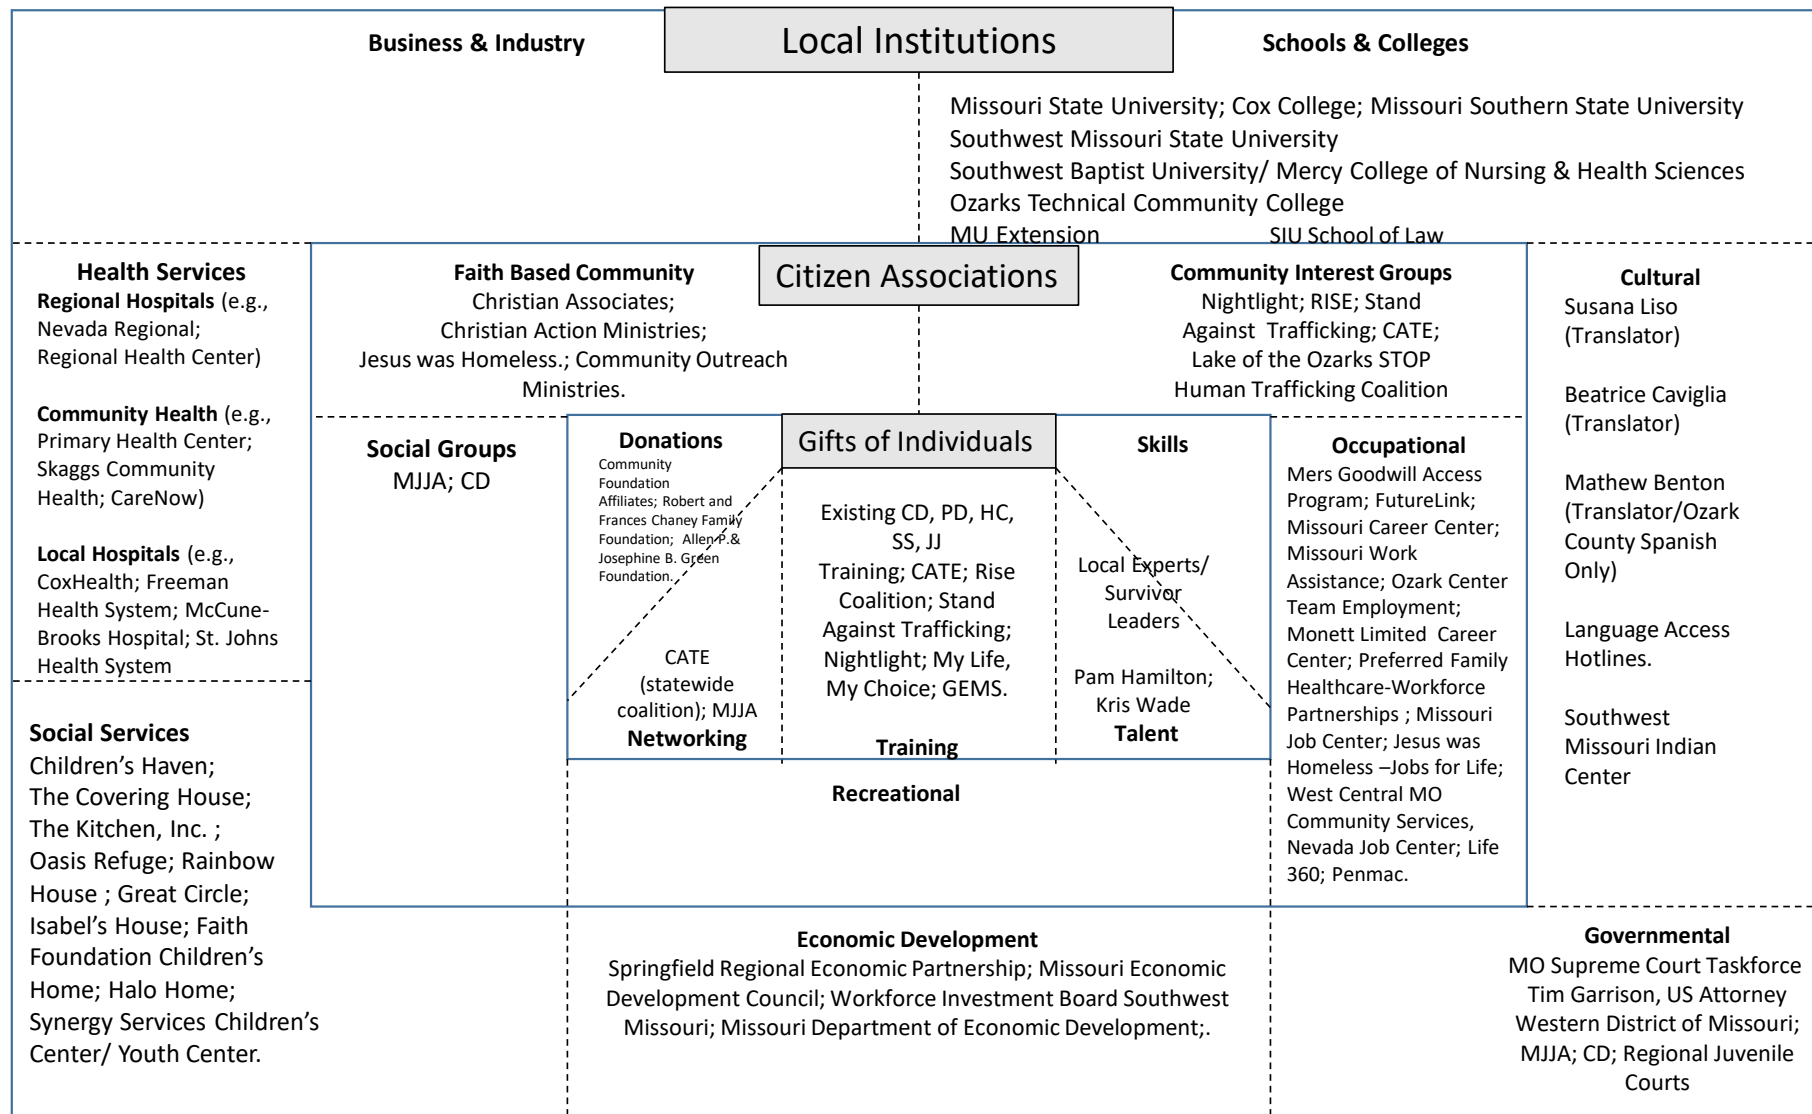 Local Institutions
Business & Industry
Schools & Colleges
Missouri State University; Cox College; Missouri Southern State University
Southwest Missouri State University
Southwest Baptist University/ Mercy College of Nursing & Health Sciences
Ozarks Technical Community College
MU Extension SIU School of Law
Health Services
Regional Hospitals (e.g.,
Nevada Regional;
Regional Health Center)
Community Health (e.g.,
Primary Health Center;
Skaggs Community
Health; CareNow)
Local Hospitals (e.g.,
CoxHealth; Freeman
Health System; McCune-
Brooks Hospital; St. Johns
Health System
Social Services
Children's Haven;
The Covering House;
The Kitchen, Inc. ;
Oasis Refuge; Rainbow
House ; Great Circle;
Isabel's House; Faith
Foundation Children's
Home; Halo Home;
Synergy Services Children's
Center/ Youth Center.
Citizen Associations
Faith Based Community
Christian Associates;
Christian Action Ministries;
Jesus was Homeless.; Community Outreach
Ministries.
Community Interest Groups
Nightlight; RISE; Stand
Against Trafficking; CATE;
Lake of the Ozarks STOP
Human Trafficking Coalition
Social Groups
MJJA; CD
Gifts of Individuals
Donations
Community
Foundation
Affiliates; Robert and
Frances Chaney Family
Foundation; Allen P.&
Josephine B. Green
Foundation.
CATE
(statewide
coalition); MJJA
Networking
Existing CD, PD, HC,
SS, JJ
Training; CATE; Rise
Coalition; Stand
Against Trafficking;
Nightlight; My Life,
My Choice; GEMS.
Training
Skills
Local Experts/
Survivor
Leaders
Pam Hamilton;
Kris Wade
Talent
Recreational
Occupational
Mers Goodwill Access
Program; FutureLink;
Missouri Career Center;
Missouri Work
Assistance; Ozark Center
Team Employment;
Monett Limited Career
Center; Preferred Family
Healthcare-Workforce
Partnerships ; Missouri
Job Center; Jesus was
Homeless –Jobs for Life;
West Central MO
Community Services,
Nevada Job Center; Life
360; Penmac.
Cultural
Susana Liso
(Translator)
Beatrice Caviglia
(Translator)
Mathew Benton
(Translator/Ozark
County Spanish
Only)
Language Access
Hotlines.
Southwest
Missouri Indian
Center
Economic Development
Springfield Regional Economic Partnership; Missouri Economic
Development Council; Workforce Investment Board Southwest
Missouri; Missouri Department of Economic Development;.
Governmental
MO Supreme Court Taskforce
Tim Garrison, US Attorney
Western District of Missouri;
MJJA; CD; Regional Juvenile
Courts